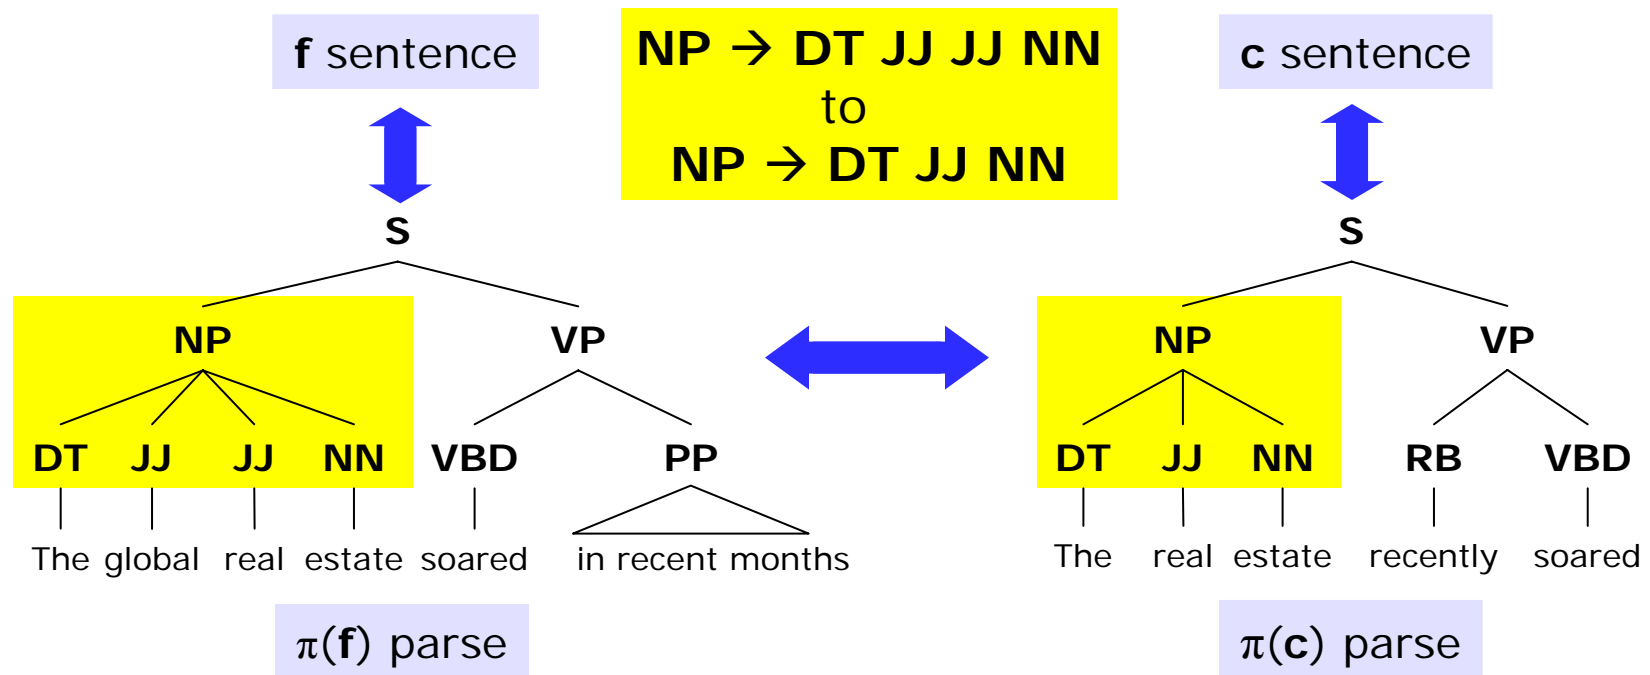 f sentence
NP → DT JJ JJ NN
to
NP → DT JJ NN
c sentence
S
NP VP
DT JJ JJ NN VBD PP
The global real estate soared in recent months
π(f) parse
S
NP VP
DT JJ NN RB VBD
The real estate recently soared
π(c) parse